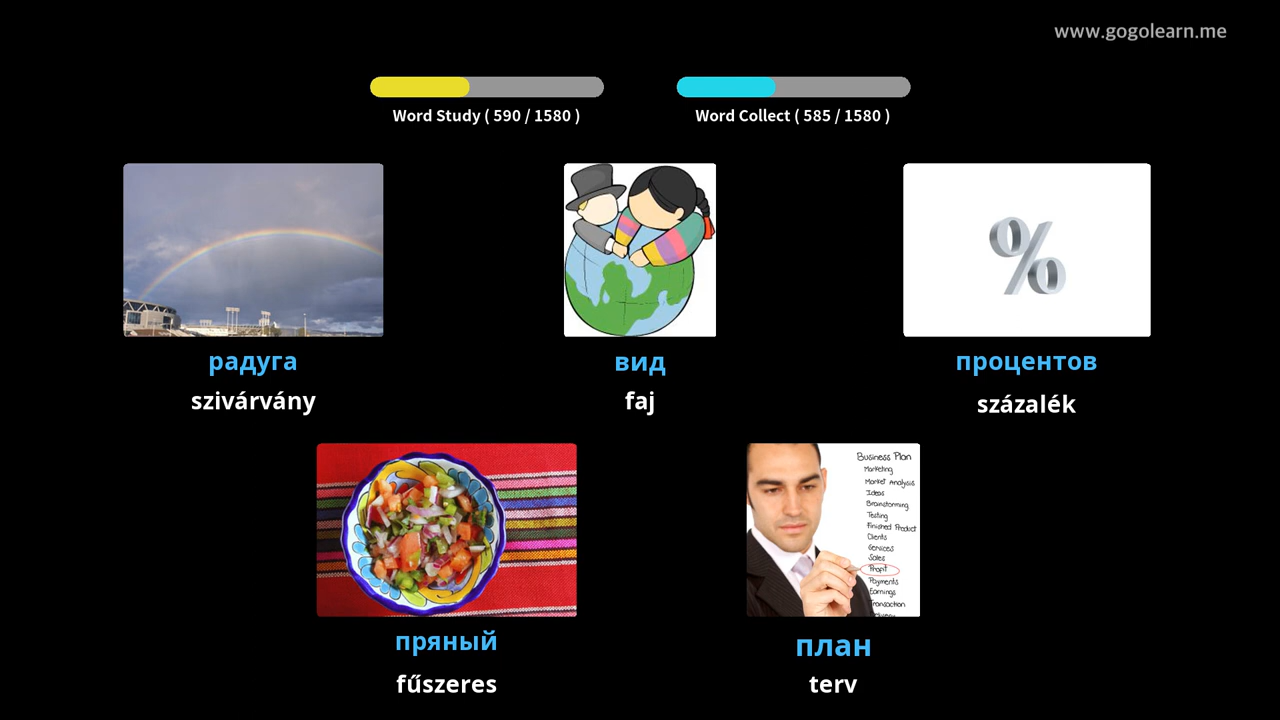 www.gogolearn.me
Word Study ( 590 / 1580 )
Word Collect ( 585 / 1580 )
радуга
вид
процентов
szivárvány
faj
százalék
Business Plan
Marketing
Market Analysis
Ideas
Brainstorming
Testing
Finished Product
Clients
Services
Sales
Profit
Payments
Earnings
Transaction
пряный
план
fűszeres
terv